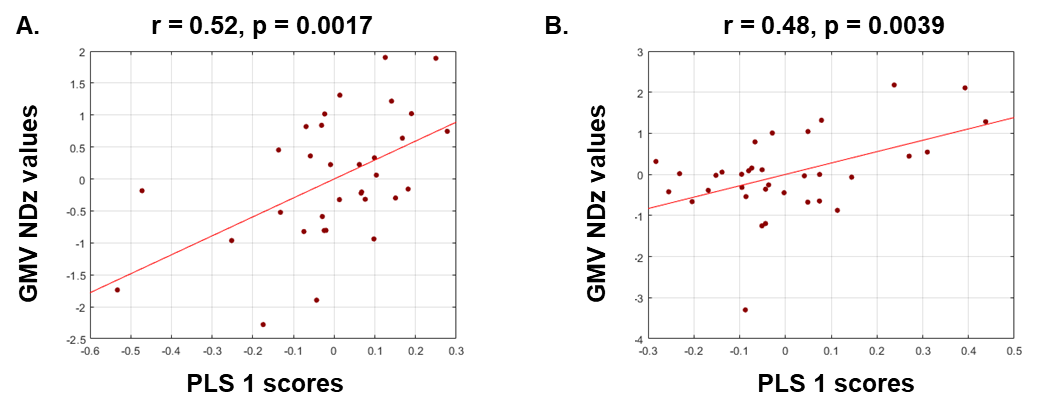 A.
r = 0.52, p = 0.0017
GMV NDz values
2
1.5
1
0.5
0
-0.5
-1
-1.5
-2
-2.5
-0.6 -0.5 -0.4 -0.3 -0.2 -0.1 0 0.1 0.2 0.3
PLS 1 scores
B.
r = 0.48, p = 0.0039
GMV NDz values
3
2
1
0
-1
-2
-3
-4
-0.3 -0.2 -0.1 0 0.1 0.2 0.3 0.4 0.5
PLS 1 scores